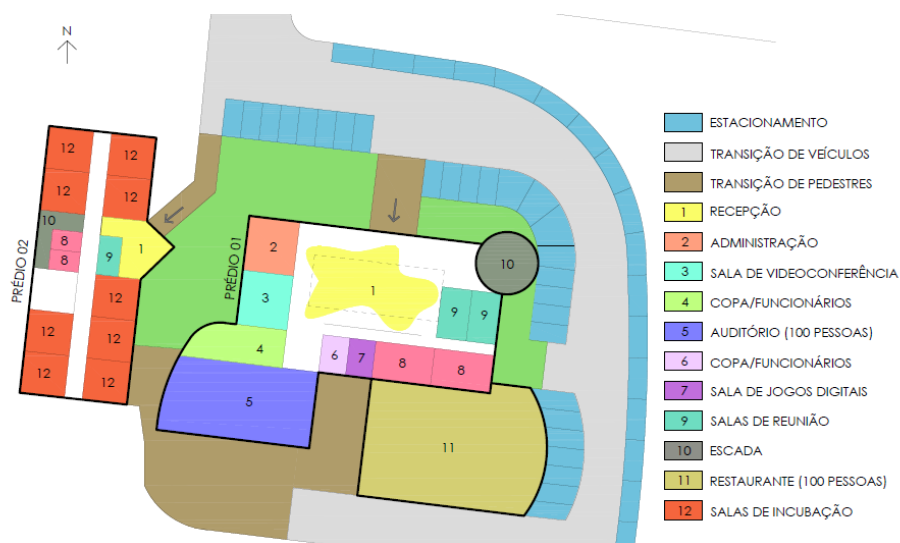 N
PRÉDIO 02
12
12
12
12
10
8
8
9
1
12
12
12
12
12
PRÉDIO 01
2
3
4
5
1
10
9
9
6
7
8
8
11
ESTACIONAMENTO
TRANSIÇÃO DE VEÍCULOS
TRANSIÇÃO DE PEDESTRES
1 RECEPÇÃO
2 ADMINISTRAÇÃO
3 SALA DE VIDEOCONFERÊNCIA
4 COPA/FUNCIONÁRIOS
5 AUDITÓRIO (100 PESSOAS)
6 COPA/FUNCIONÁRIOS
7 SALA DE JOGOS DIGITAIS
9 SALAS DE REUNIÃO
10 ESCADA
11 RESTAURANTE (100 PESSOAS)
12 SALAS DE INCUBAÇÃO